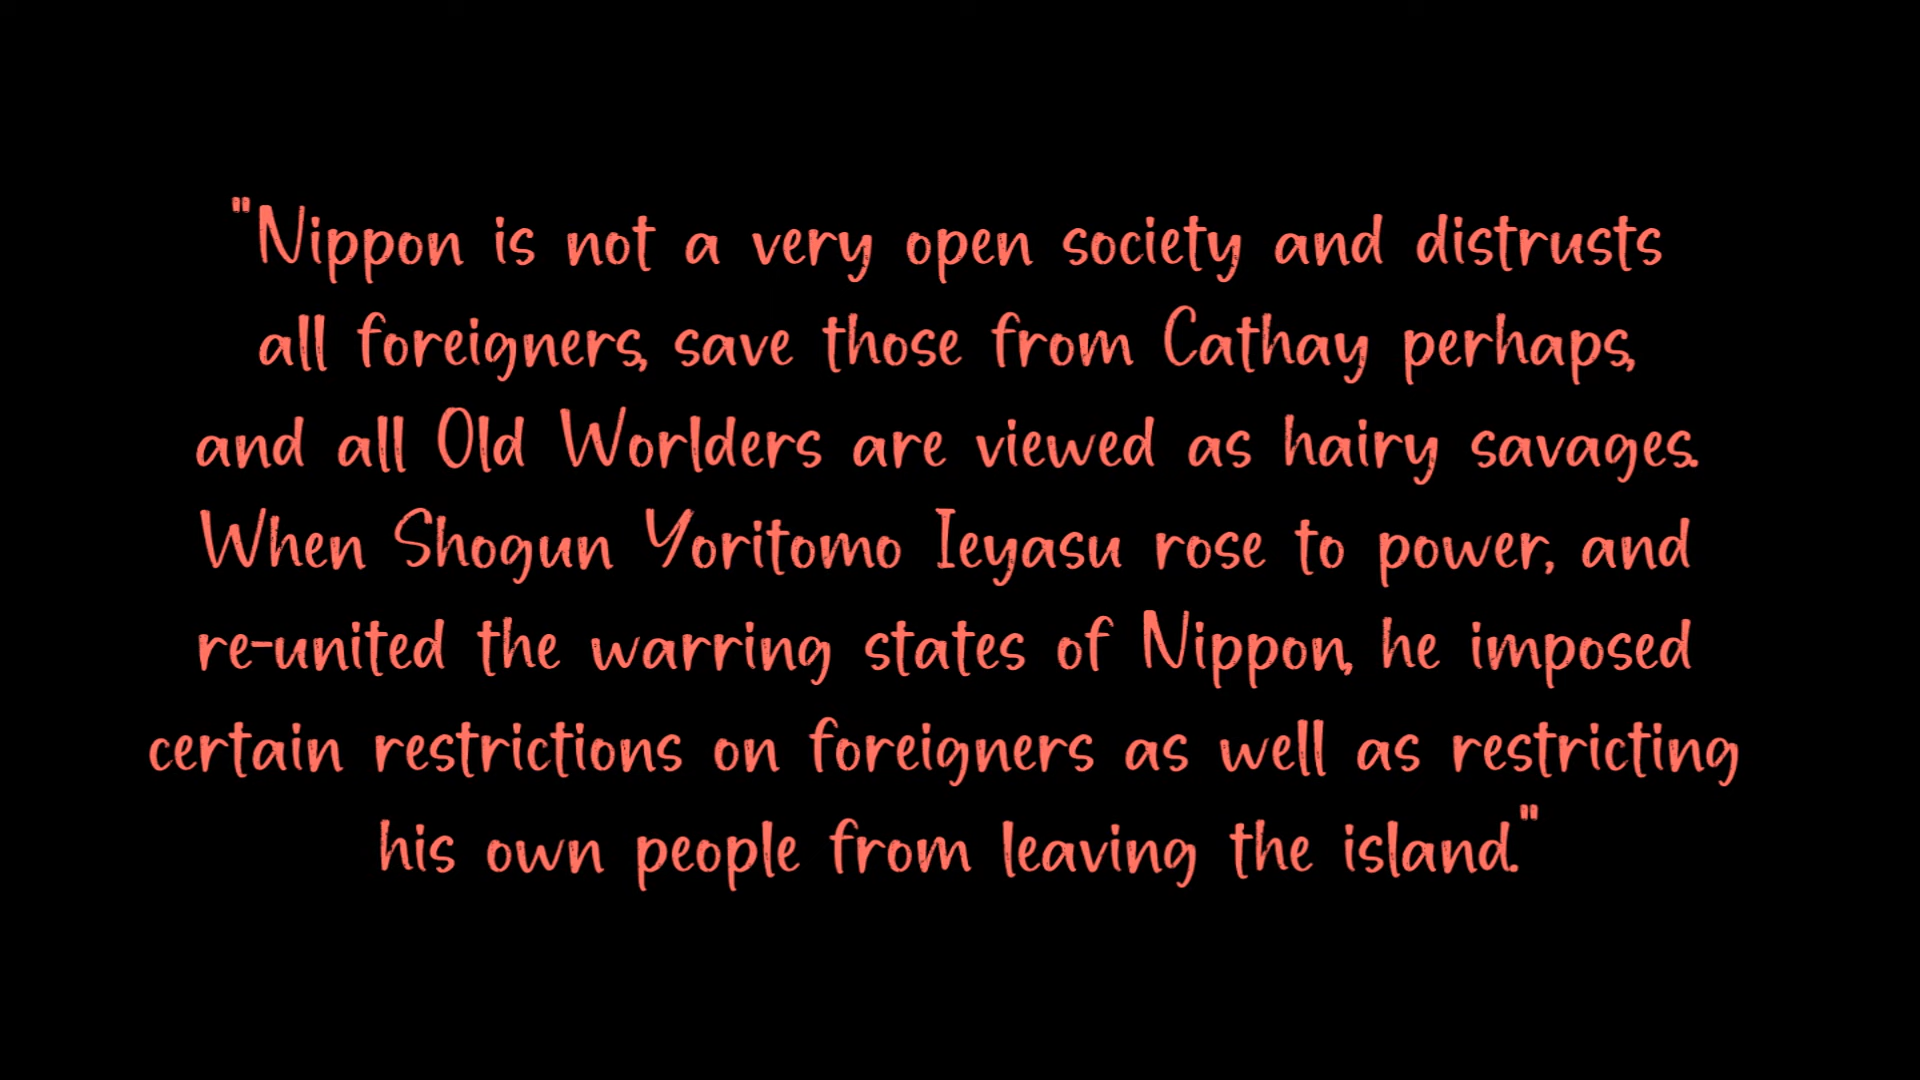 "Nippon is not a very open society and distrusts
all foreigners, save those from Cathay perhaps,
and all Old Worlders are viewed as hairy savages.
When Shogun Yoritomo Ieyasu rose to power, and
re-united the warring states of Nippon, he imposed
certain restrictions on foreigners as well as restricting
his own people from leaving the island."